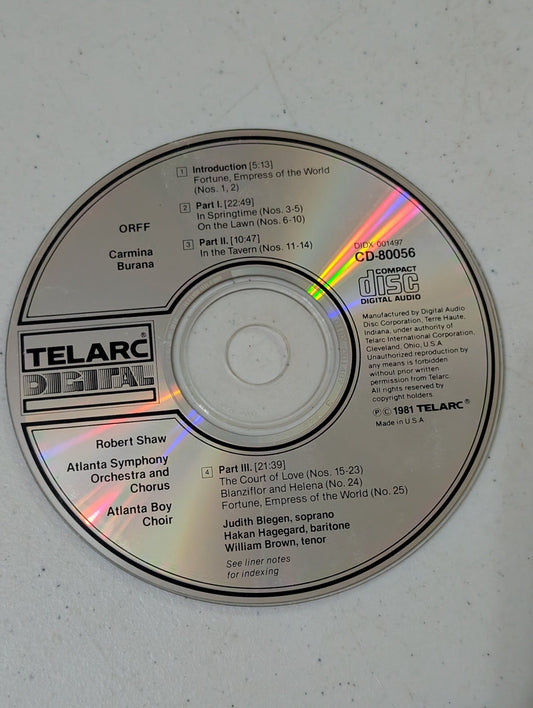 1 Introduction [5:13]
Fortune, Empress of the World
(Nos. 1, 2)
2 Part I. [22:49]
In Springtime (Nos. 3-5)
On the Lawn (Nos. 6-10)
3 Part II. [10:47]
In the Tavern (Nos. 11-14)
ORFF
Carmina
Burana
DIDX 001497
CD-80056
COMPACT
disc
DIGITAL AUDIO
Manufactured by Digital Audio
Disc Corporation, Terre Haute,
Indiana, under authority of
Telarc International Corporation,
Cleveland, Ohio, U.S.A.
Unauthorized reproduction by
any means is forbidden
without prior written
permission from Telarc.
All rights reserved by
copyright holders.
℗ © 1981 TELARC®
Made in U.S.A.
TELARC®
DIGITAL
Robert Shaw
Atlanta Symphony
Orchestra and
Chorus
Atlanta Boy
Choir
4 Part III. [21:39]
The Court of Love (Nos. 15-23)
Blanziflor and Helena (No. 24)
Fortune, Empress of the World (No. 25)
Judith Blegen, soprano
Hakan Hagegard, baritone
William Brown, tenor
See liner notes
for indexing